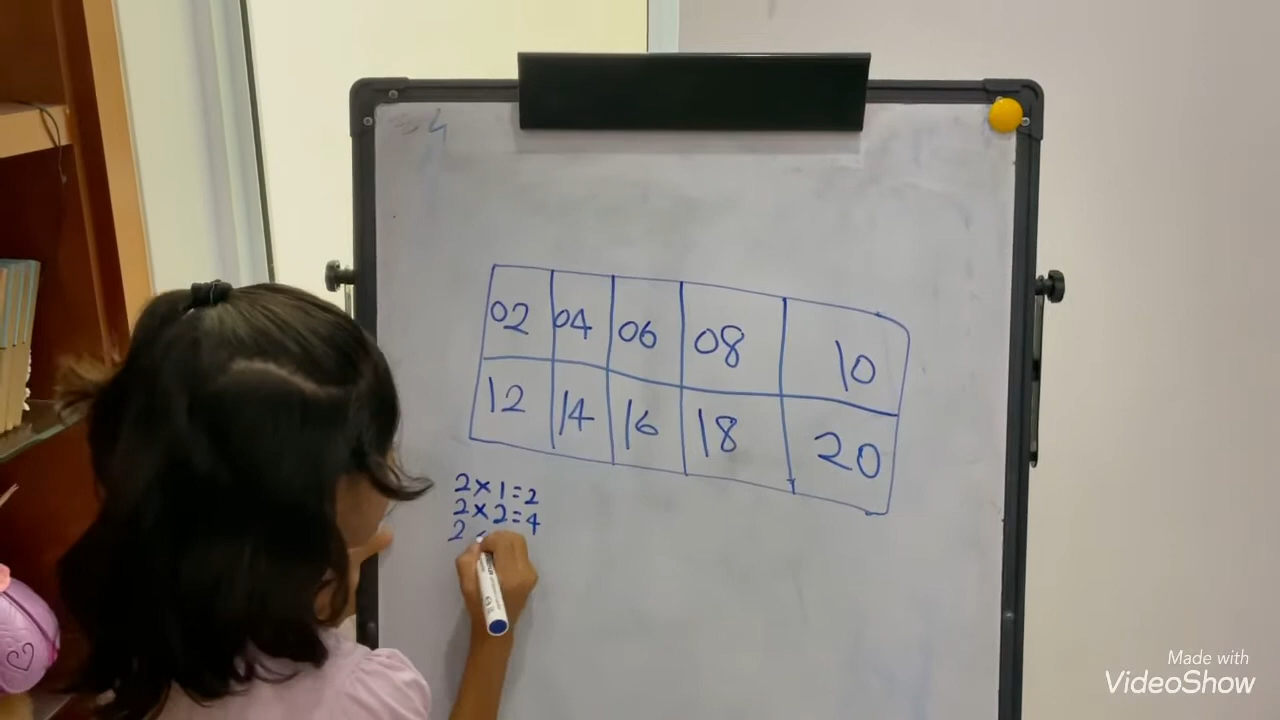 02 04 06 08 10
12 14 16 18 20
2 × 1 = 2
2 × 2 = 4
2
Made with
VideoShow